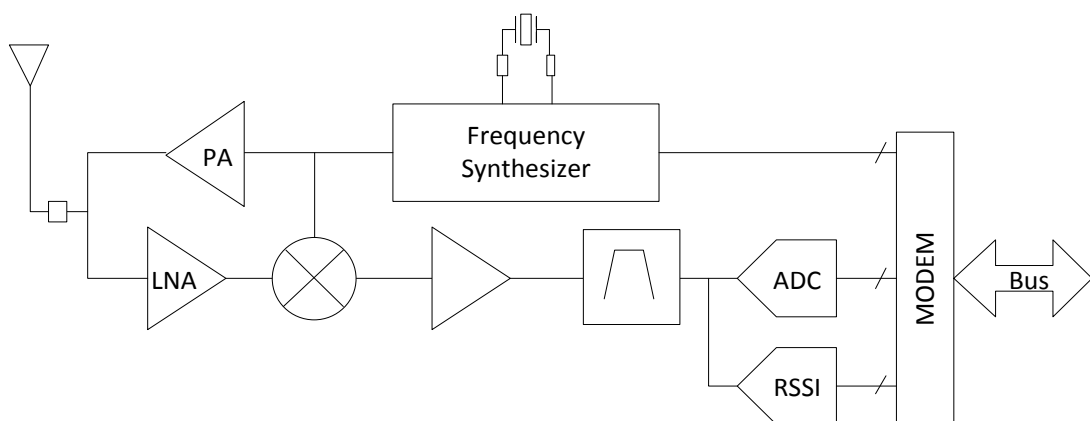 Frequency
Synthesizer
PA
LNA
ADC
RSSI
MODEM
Bus